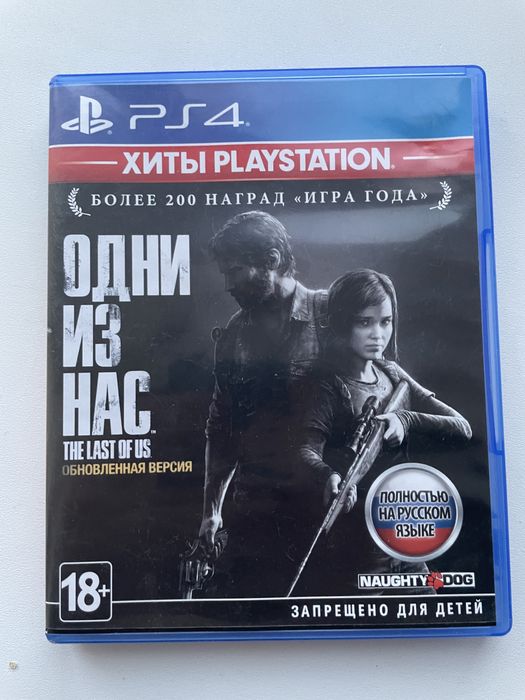 PS4
ХИТЫ PLAYSTATION
БОЛЕЕ 200 НАГРАД «ИГРА ГОДА»
ОДНИ
ИЗ
НАС
THE LAST OF US
ОБНОВЛЕННАЯ ВЕРСИЯ
ПОЛНОСТЬЮ
НА РУССКОМ
ЯЗЫКЕ
18+
NAUGHTY DOG
ЗАПРЕЩЕНО ДЛЯ ДЕТЕЙ